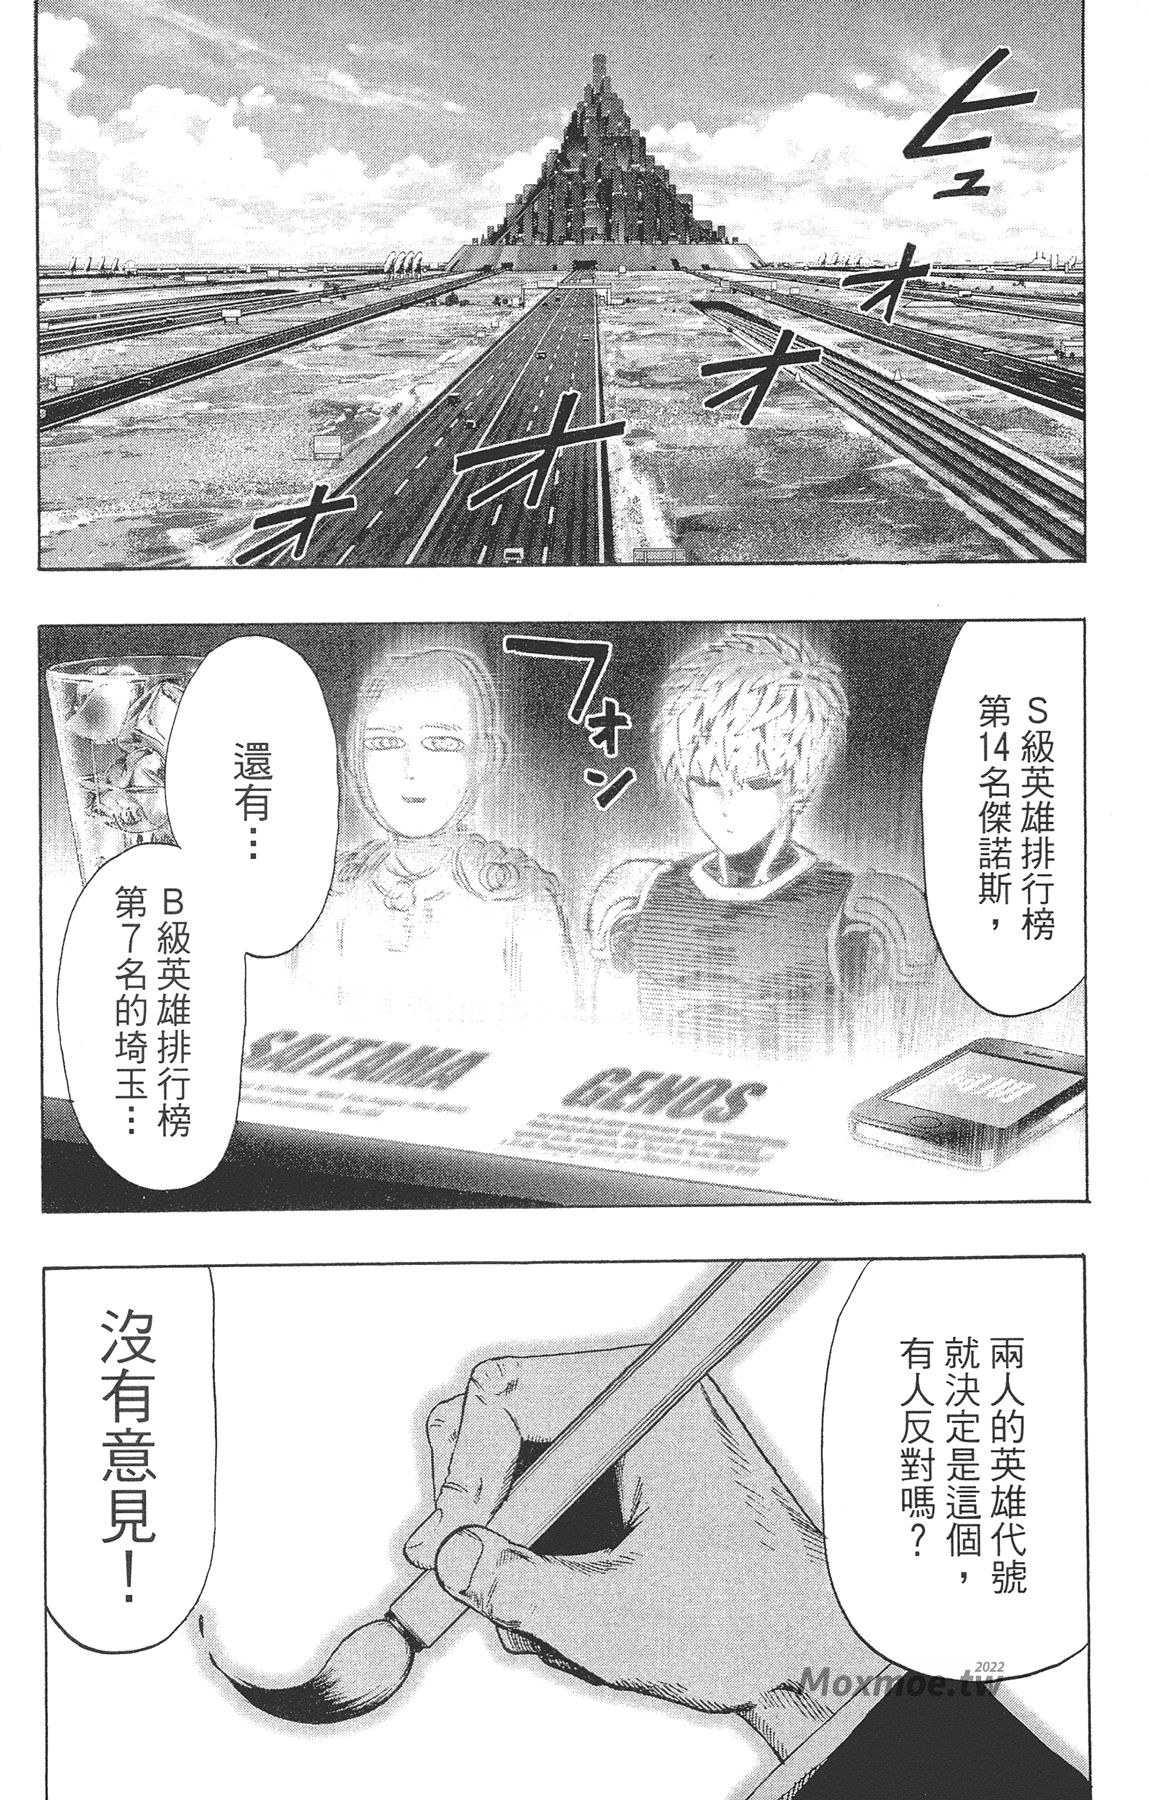 ヒュ
オ
オ
オ
オ
S級英雄排行榜
第14名傑諾斯，
フォン
還有…
B級英雄排行榜
第7名的埼玉…
SAITAMA
GENOS
兩人的英雄代號
就決定是這個，
有人反對嗎？
沒有意見！
2022
Moxmoe.tw